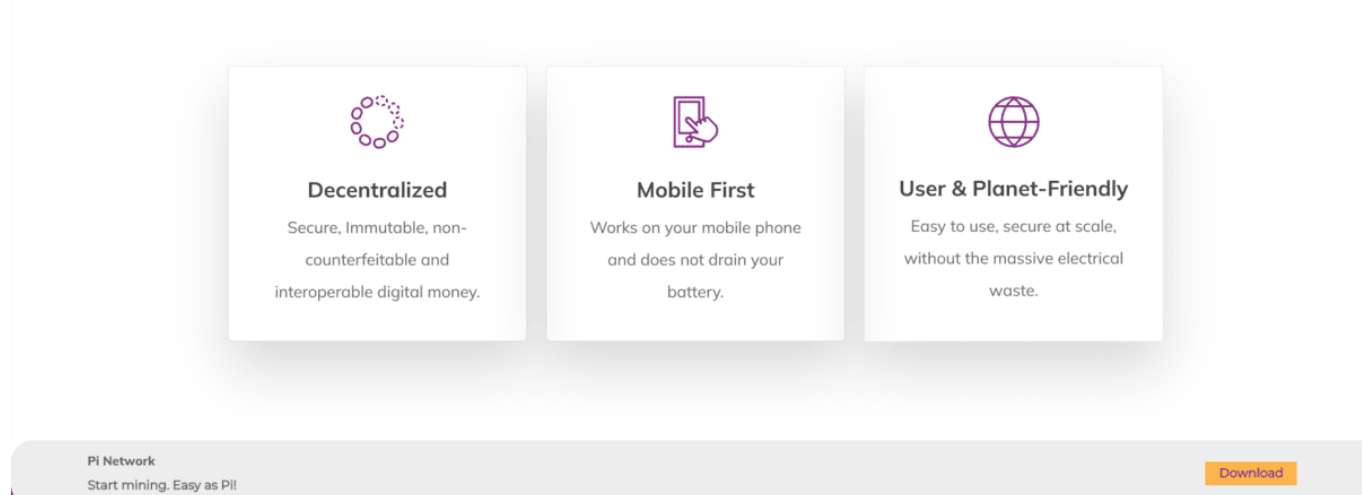 Decentralized
Secure, Immutable, non-
counterfeitable and
interoperable digital money.
Mobile First
Works on your mobile phone
and does not drain your
battery.
User & Planet-Friendly
Easy to use, secure at scale,
without the massive electrical
waste.
Pi Network
Start mining. Easy as Pi!
Download